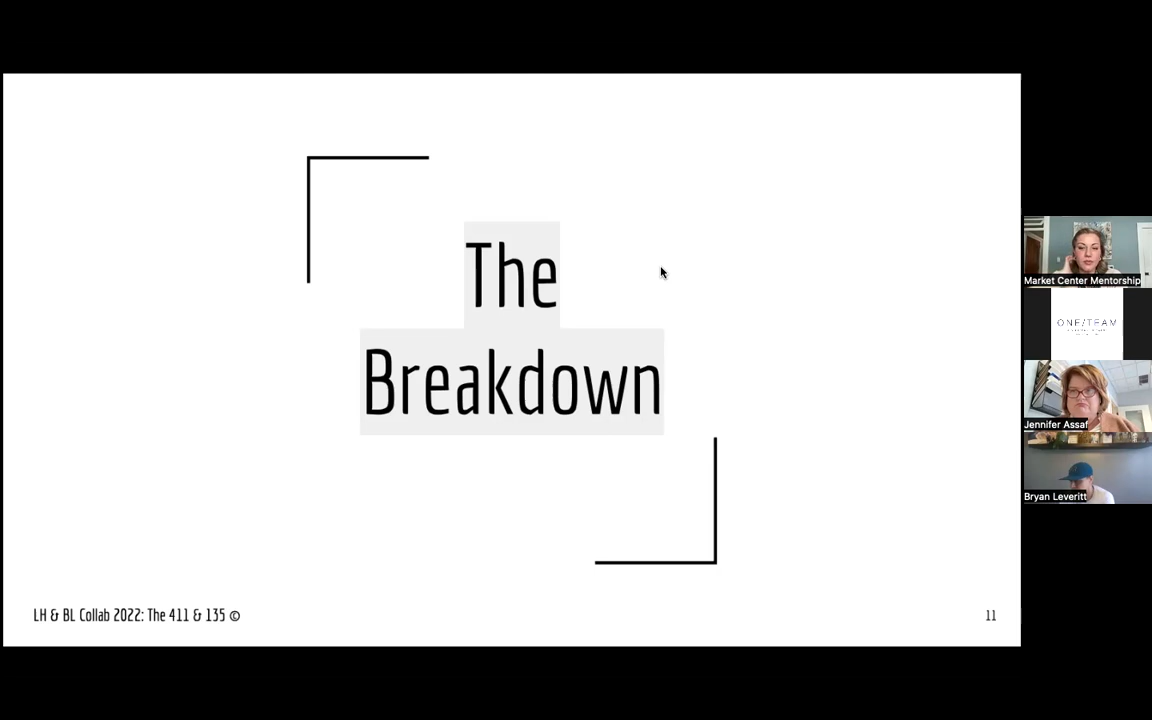 The
Breakdown
LH & BL Collab 2022: The 411 & 135 ©
11
Market Center Mentorship
ONE/TEAM
Jennifer Assaf
Bryan Leveritt